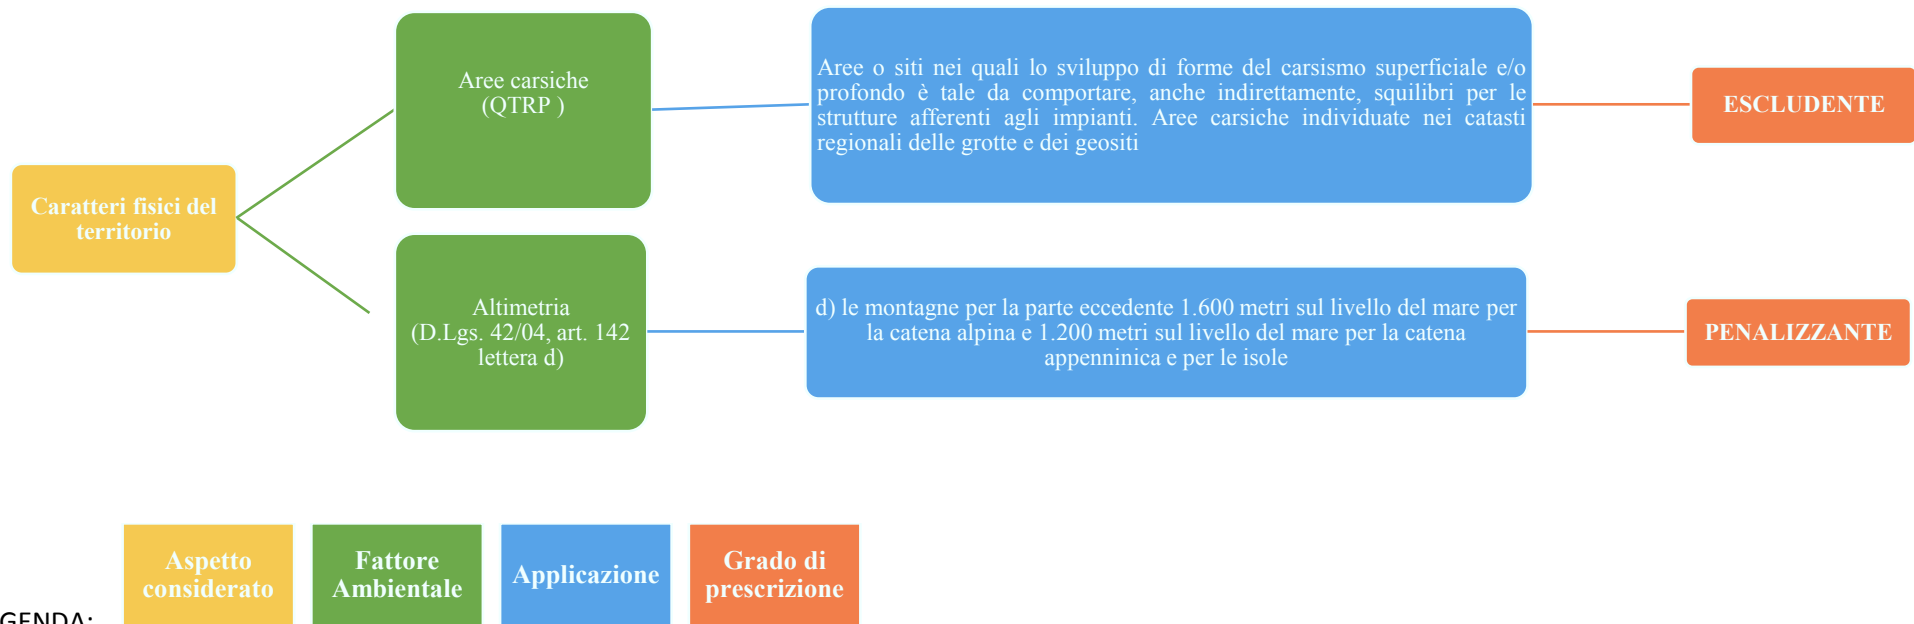 Caratteri fisici del
territorio
Aree carsiche
(QTRP )
Aree o siti nei quali lo sviluppo di forme del carsismo superficiale e/o
profondo è tale da comportare, anche indirettamente, squilibri per le
strutture afferenti agli impianti. Aree carsiche individuate nei catasti
regionali delle grotte e dei geositi
ESCLUDENTE
Altimetria
(D.Lgs. 42/04, art. 142
lettera d)
d) le montagne per la parte eccedente 1.600 metri sul livello del mare per
la catena alpina e 1.200 metri sul livello del mare per la catena
appenninica e per le isole
PENALIZZANTE
GENDA:
Aspetto
considerato
Fattore
Ambientale
Applicazione
Grado di
prescrizione